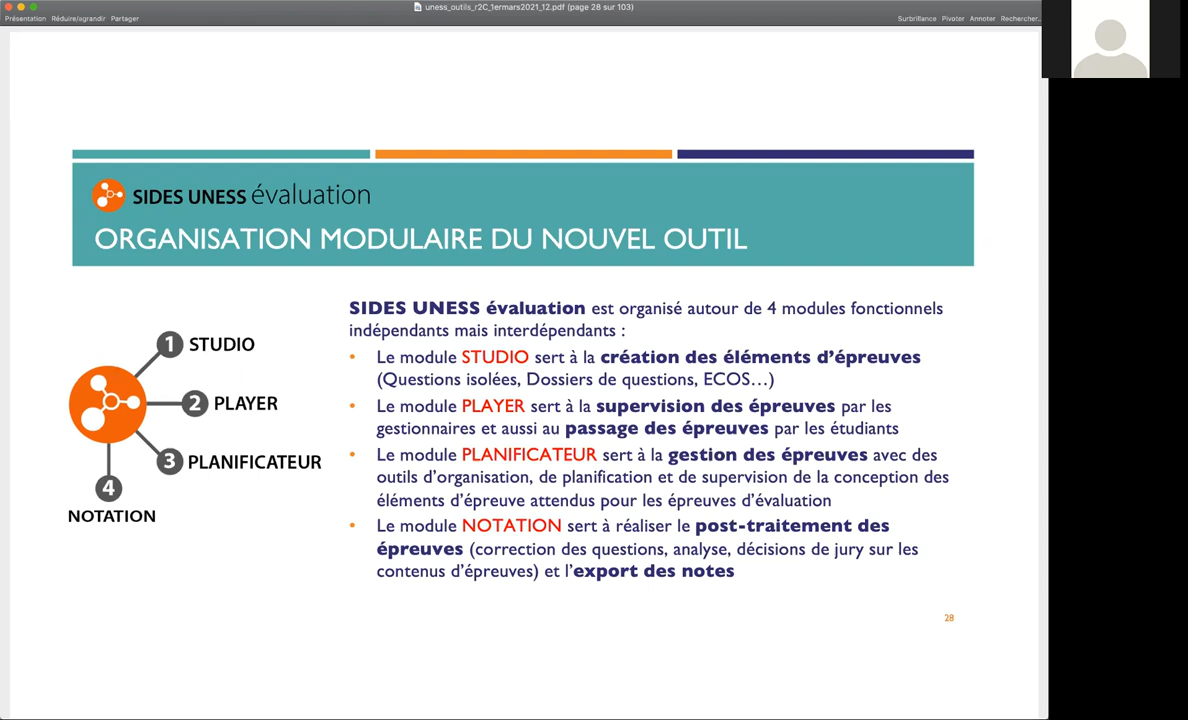 uness_outils_r2C_1ermars2021_12.pdf (page 28 sur 103)
Présentation Réduire/agrandir Partager
Surbrillance Pivoter Annoter Rechercher...
SIDES UNESS évaluation
ORGANISATION MODULAIRE DU NOUVEL OUTIL
1 STUDIO
2 PLAYER
3 PLANIFICATEUR
4
NOTATION
SIDES UNESS évaluation est organisé autour de 4 modules fonctionnels
indépendants mais interdépendants :
• Le module STUDIO sert à la création des éléments d’épreuves
(Questions isolées, Dossiers de questions, ECOS…)
• Le module PLAYER sert à la supervision des épreuves par les
gestionnaires et aussi au passage des épreuves par les étudiants
• Le module PLANIFICATEUR sert à la gestion des épreuves avec des
outils d’organisation, de planification et de supervision de la conception des
éléments d’épreuve attendus pour les épreuves d’évaluation
• Le module NOTATION sert à réaliser le post-traitement des
épreuves (correction des questions, analyse, décisions de jury sur les
contenus d’épreuves) et l’export des notes
28